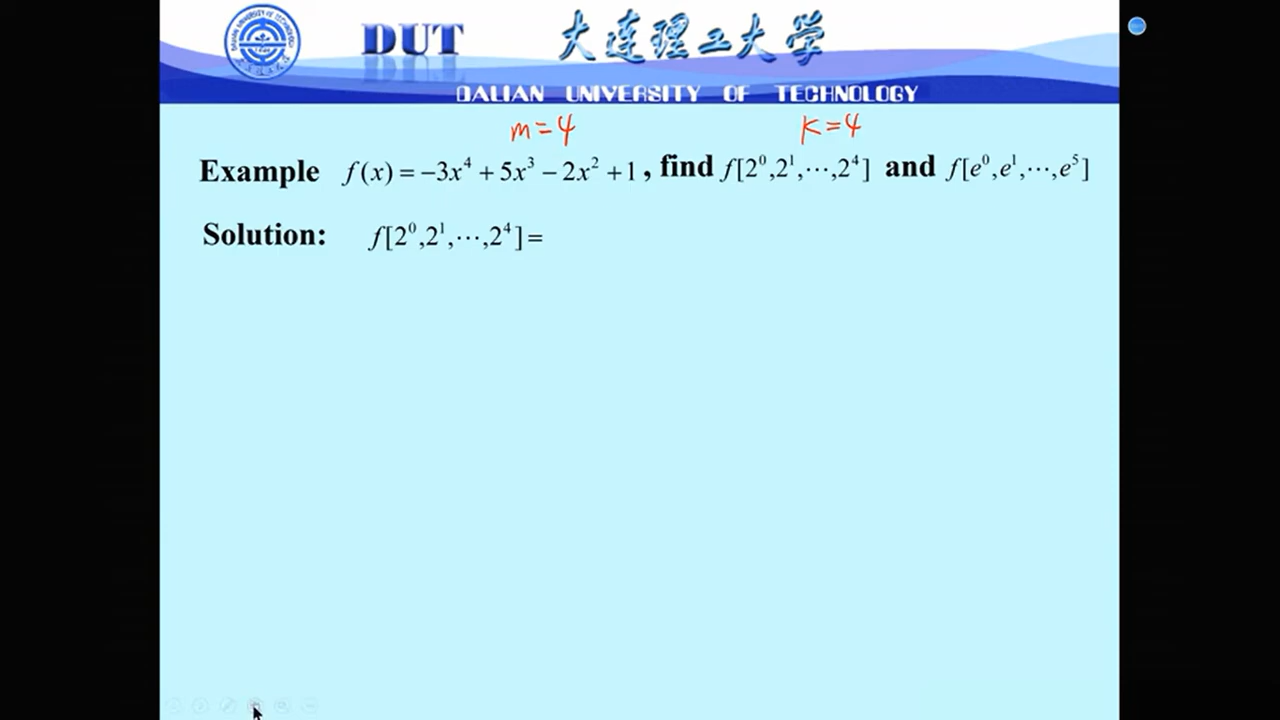 DUT 大连理工大学
DALIAN UNIVERSITY OF TECHNOLOGY
m=4 k=4
Example f(x) = −3x⁴ + 5x³ − 2x² + 1, find f[2⁰,2¹,⋯,2⁴] and f[e⁰,e¹,⋯,e⁵]
Solution: f[2⁰,2¹,⋯,2⁴] =